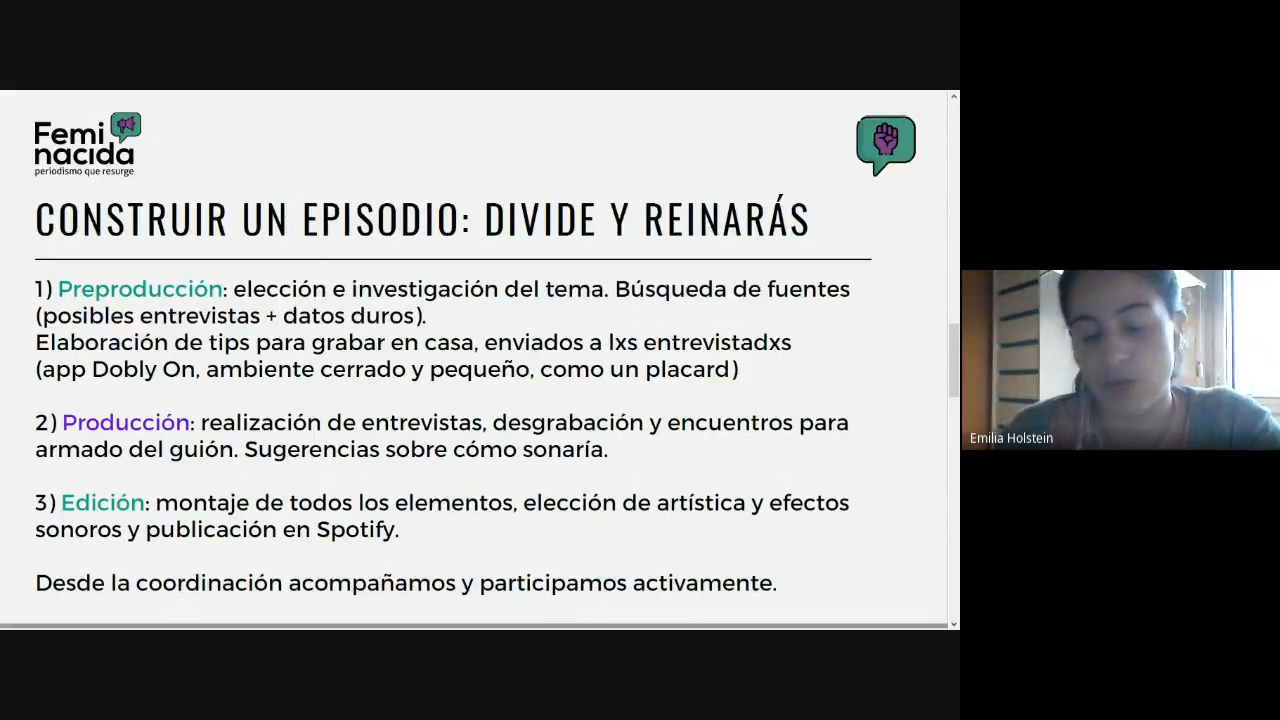 Femi
nacida
periodismo que resurge
CONSTRUIR UN EPISODIO: DIVIDE Y REINARÁS
1) Preproducción: elección e investigación del tema. Búsqueda de fuentes
(posibles entrevistas + datos duros).
Elaboración de tips para grabar en casa, enviados a lxs entrevistadxs
(app Dobly On, ambiente cerrado y pequeño, como un placard)
2) Producción: realización de entrevistas, desgrabación y encuentros para
armado del guión. Sugerencias sobre cómo sonaría.
3) Edición: montaje de todos los elementos, elección de artística y efectos
sonoros y publicación en Spotify.
Desde la coordinación acompañamos y participamos activamente.
Emilia Holstein